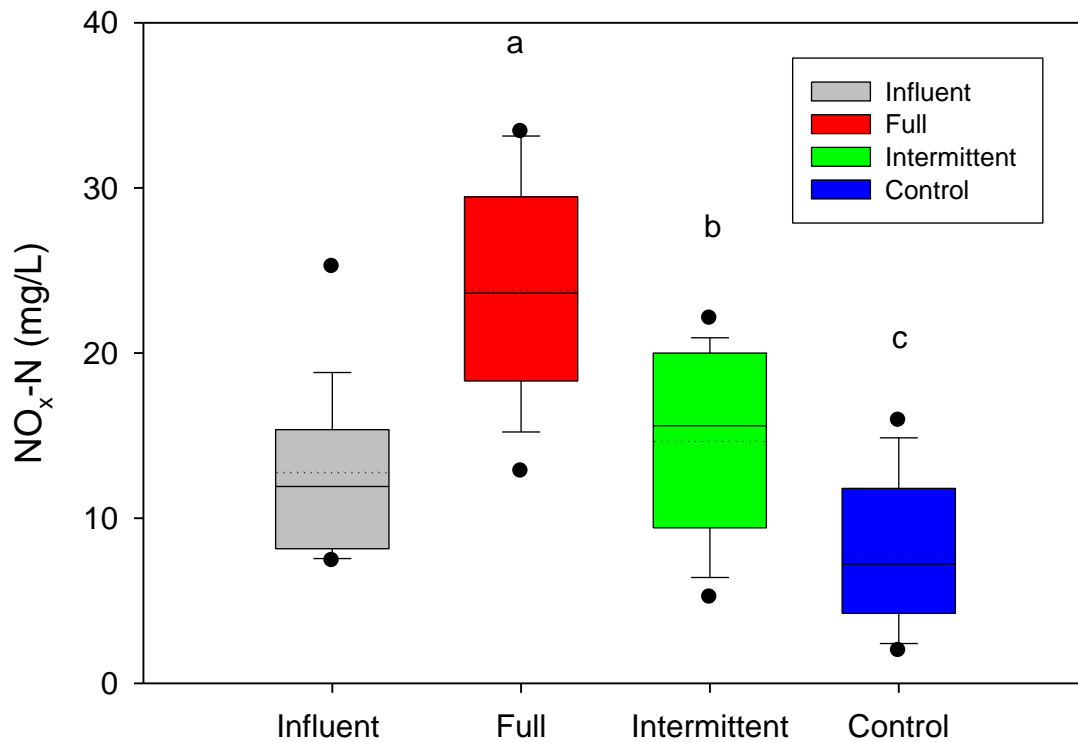 40
a
Influent
Full
Intermittent
Control
30
b
20
c
10
0
NOx-N (mg/L)
Influent Full Intermittent Control